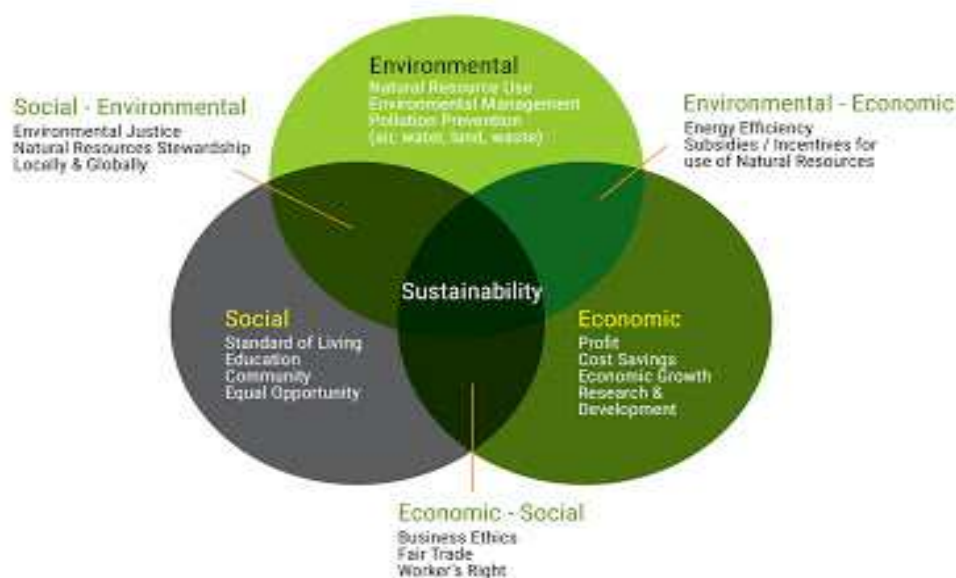 Environmental
Natural Resource Use
Environmental Management
Pollution Prevention
(air, water, land, waste)
Social - Environmental
Environmental Justice
Natural Resources Stewardship
Locally & Globally
Environmental - Economic
Energy Efficiency
Subsidies / Incentives for
use of Natural Resources
Sustainability
Social
Standard of Living
Education
Community
Equal Opportunity
Economic
Profit
Cost Savings
Economic Growth
Research &
Development
Economic - Social
Business Ethics
Fair Trade
Worker's Right